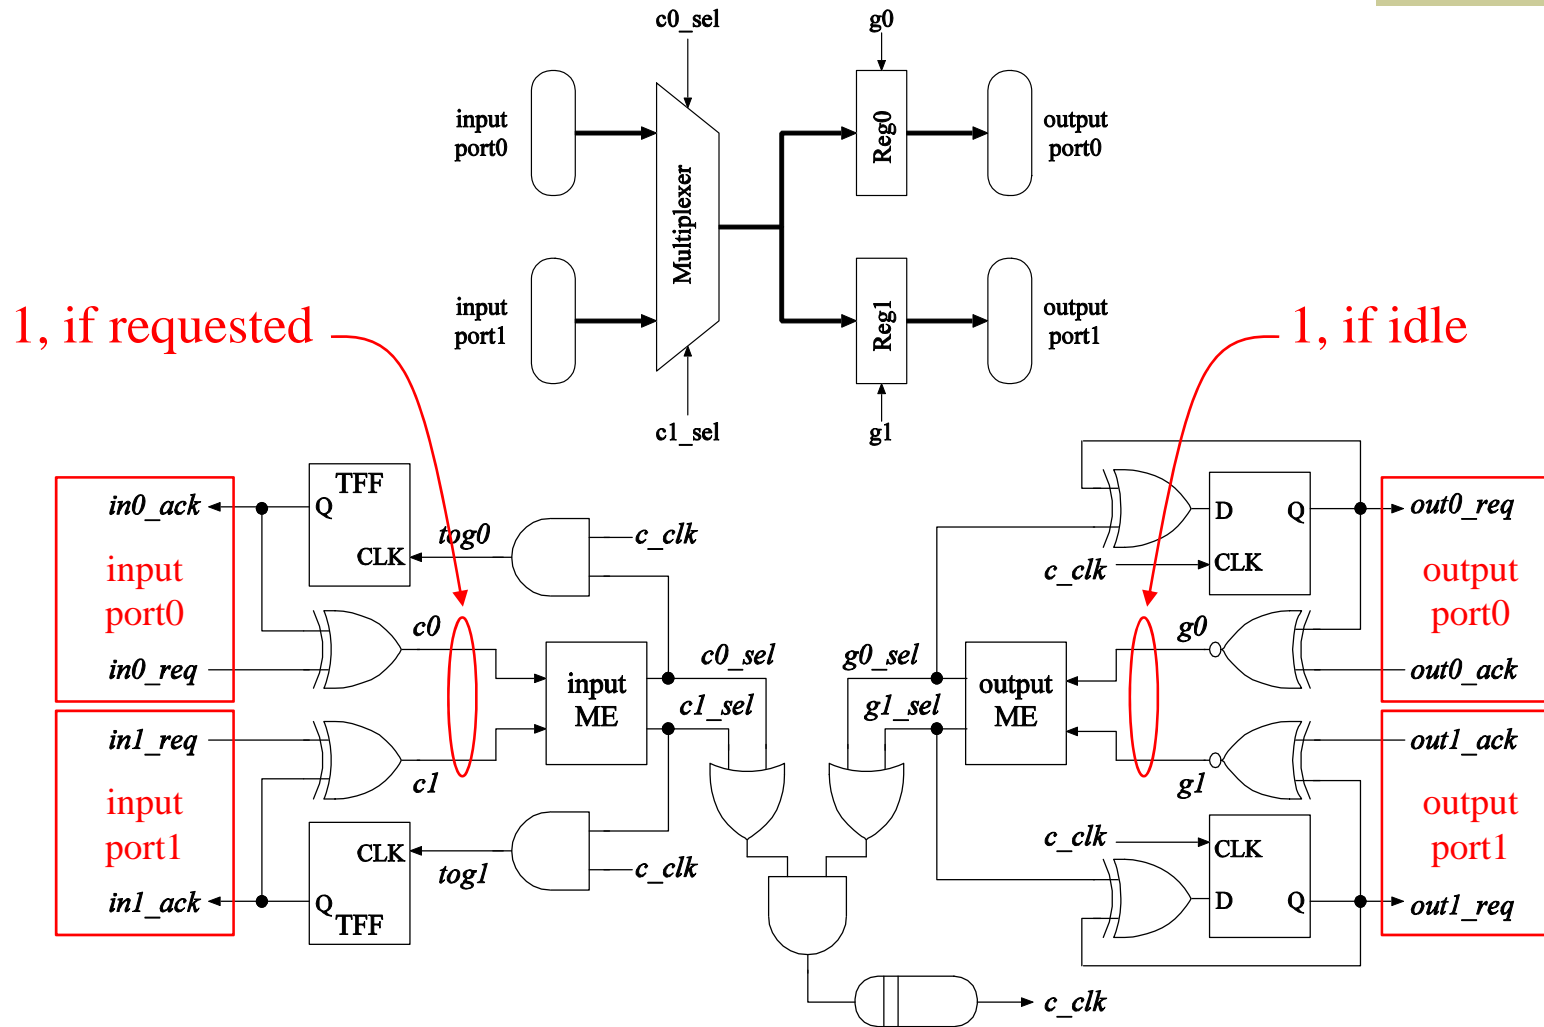 c0_sel
g0
input
port0
Multiplexer
Reg0
output
port0
input
port1
Reg1
output
port1
1, if requested
1, if idle
c1_sel
g1
in0_ack
Q
TFF
CLK
tog0
c_clk
input
port0
in0_req
c0
input
ME
c0_sel
c1_sel
in1_req
c1
input
port1
in1_ack
CLK
Q
TFF
tog1
c_clk
g0_sel
g1_sel
output
ME
D
Q
CLK
c_clk
out0_req
output
port0
g0
out0_ack
g1
out1_ack
c_clk
CLK
D
Q
output
port1
out1_req
c_clk